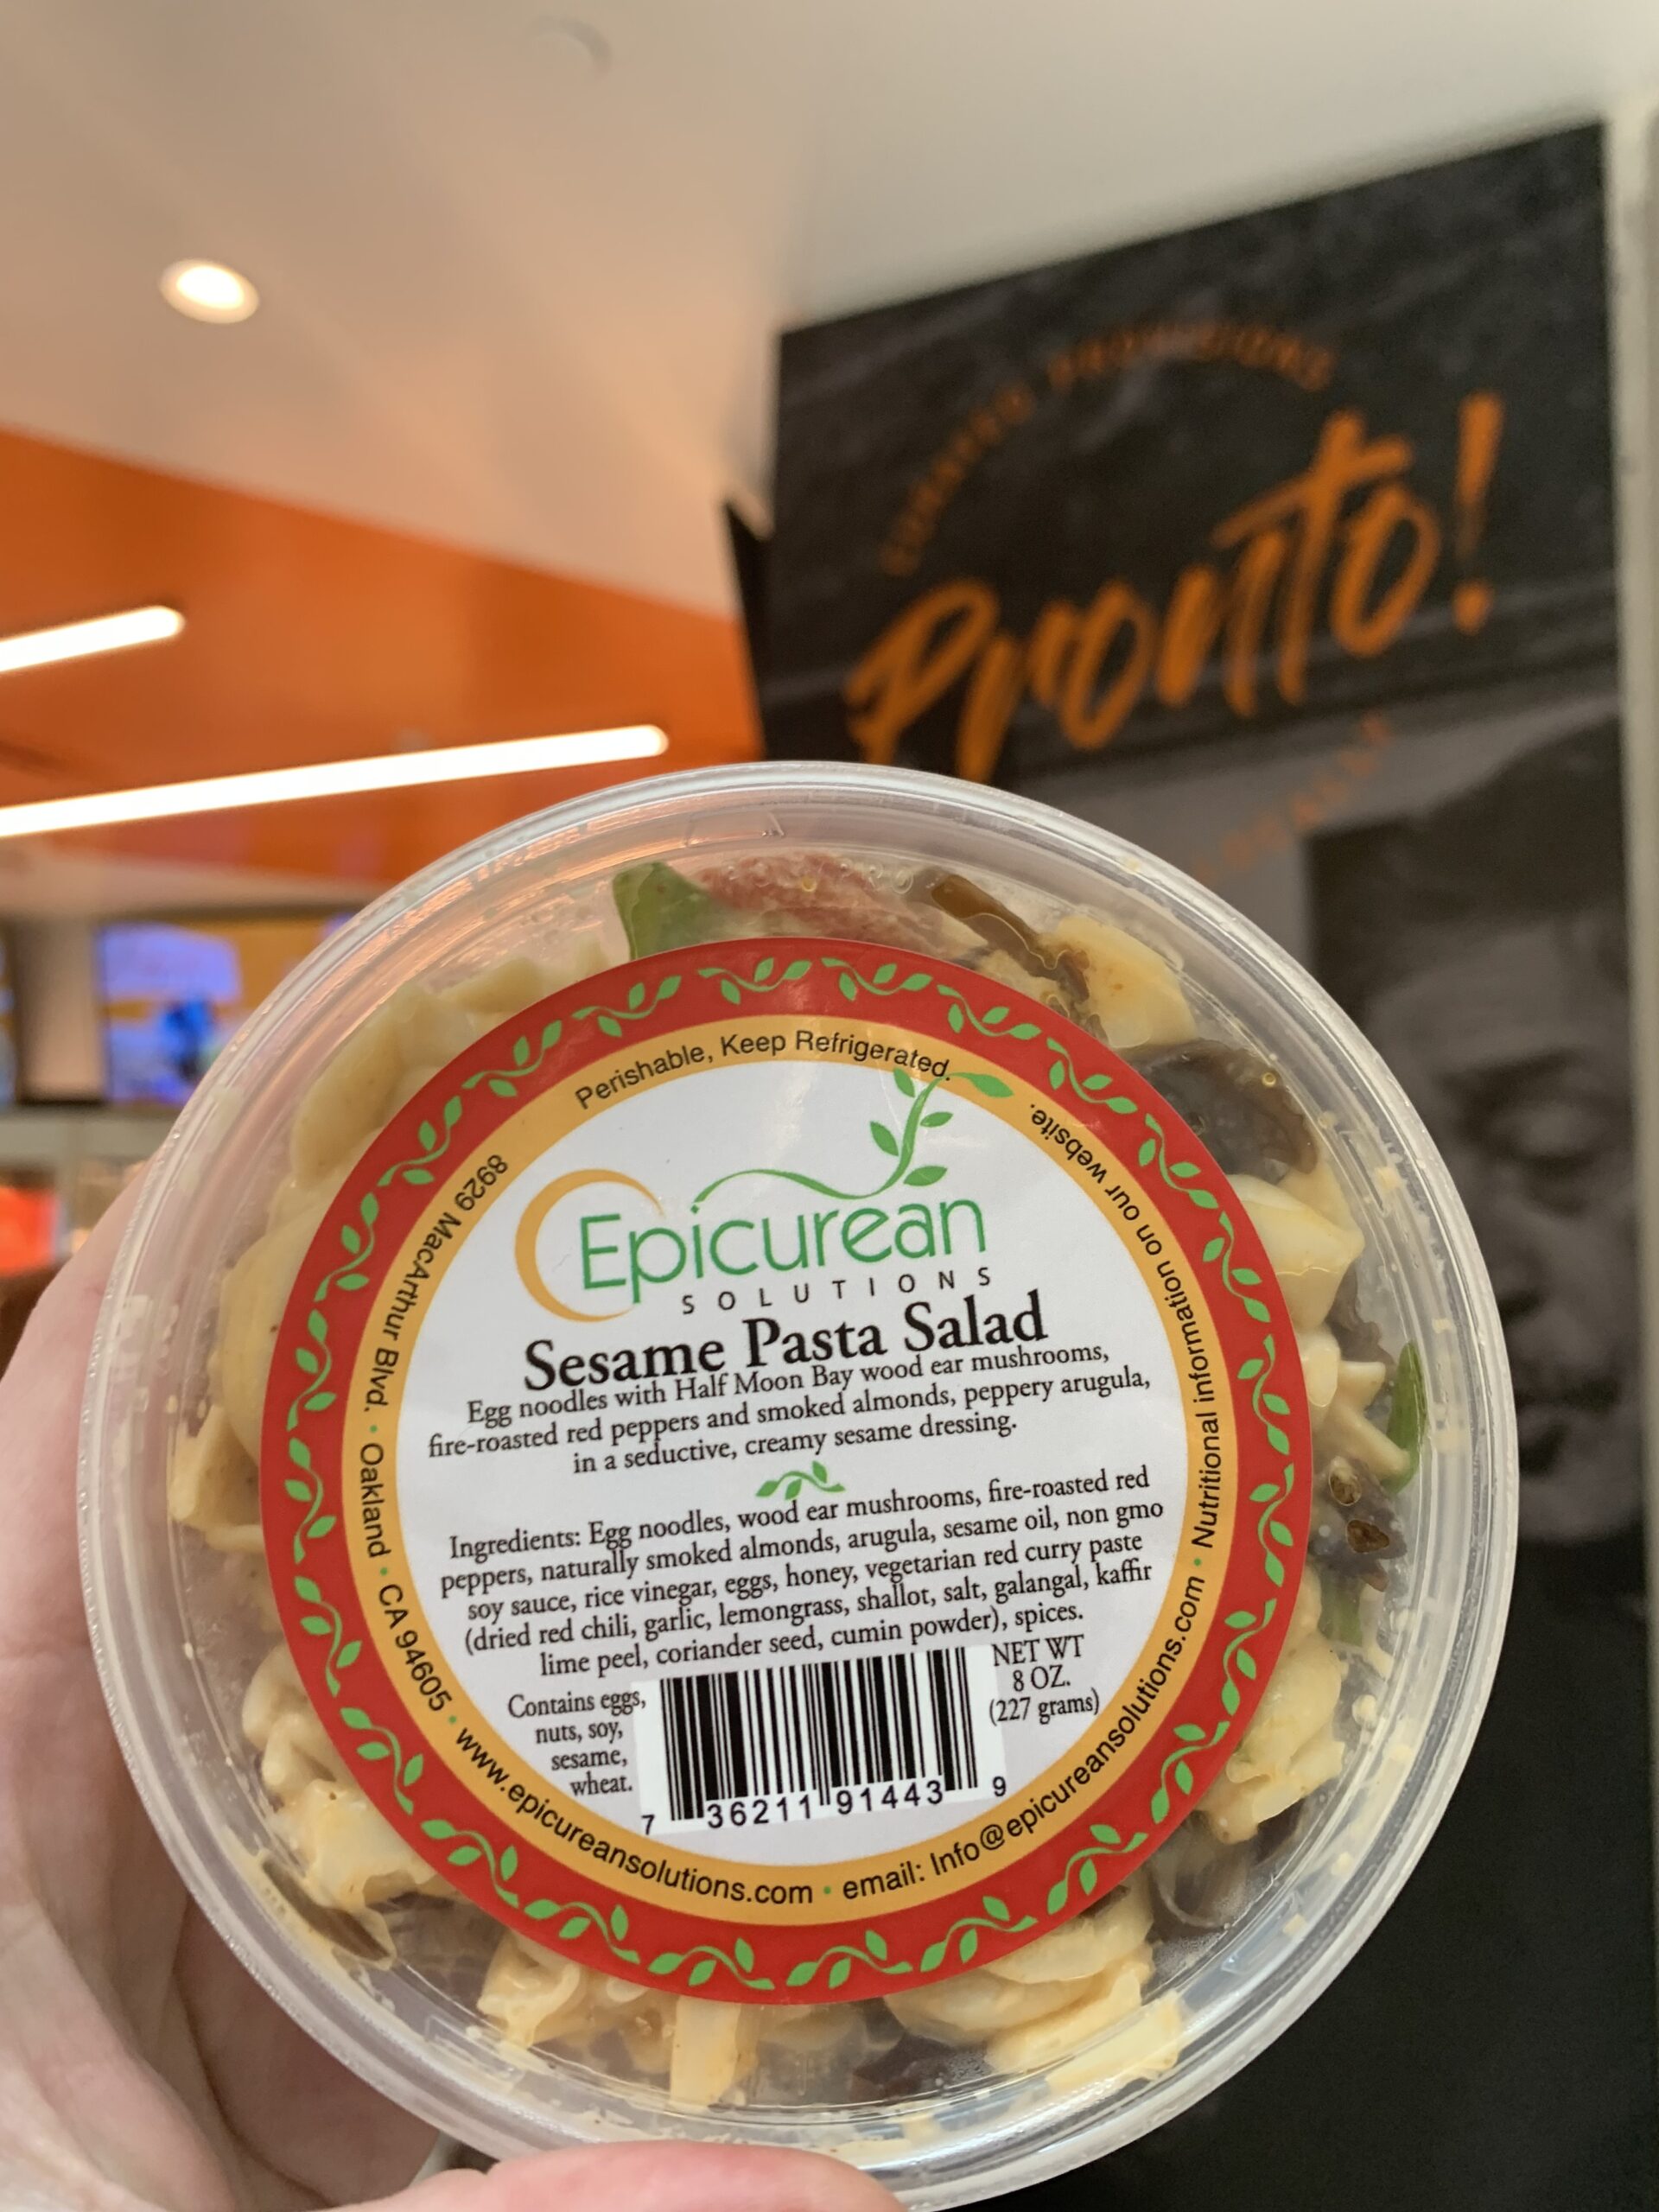 Pronto!
Perishable, Keep Refrigerated.
8929 MacArthur Blvd. • Oakland • CA 94605 • www.epicureansolutions.com • email: Info@epicureansolutions.com • Nutritional information on our website.
Epicurean
SOLUTIONS
Sesame Pasta Salad
Egg noodles with Half Moon Bay wood ear mushrooms,
fire-roasted red peppers and smoked almonds, peppery arugula,
in a seductive, creamy sesame dressing.
Ingredients: Egg noodles, wood ear mushrooms, fire-roasted red
peppers, naturally smoked almonds, arugula, sesame oil, non gmo
soy sauce, rice vinegar, eggs, honey, vegetarian red curry paste
(dried red chili, garlic, lemongrass, shallot, salt, galangal, kaffir
lime peel, coriander seed, cumin powder), spices.
Contains eggs,
nuts, soy,
sesame,
wheat.
7 36211 91443 9
NET WT
8 OZ.
(227 grams)